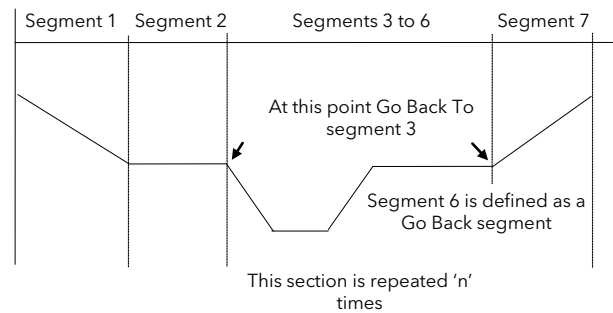 Segment 1
Segment 2
Segments 3 to 6
Segment 7
At this point Go Back To
segment 3
Segment 6 is defined as a
Go Back segment
This section is repeated ‘n’
times